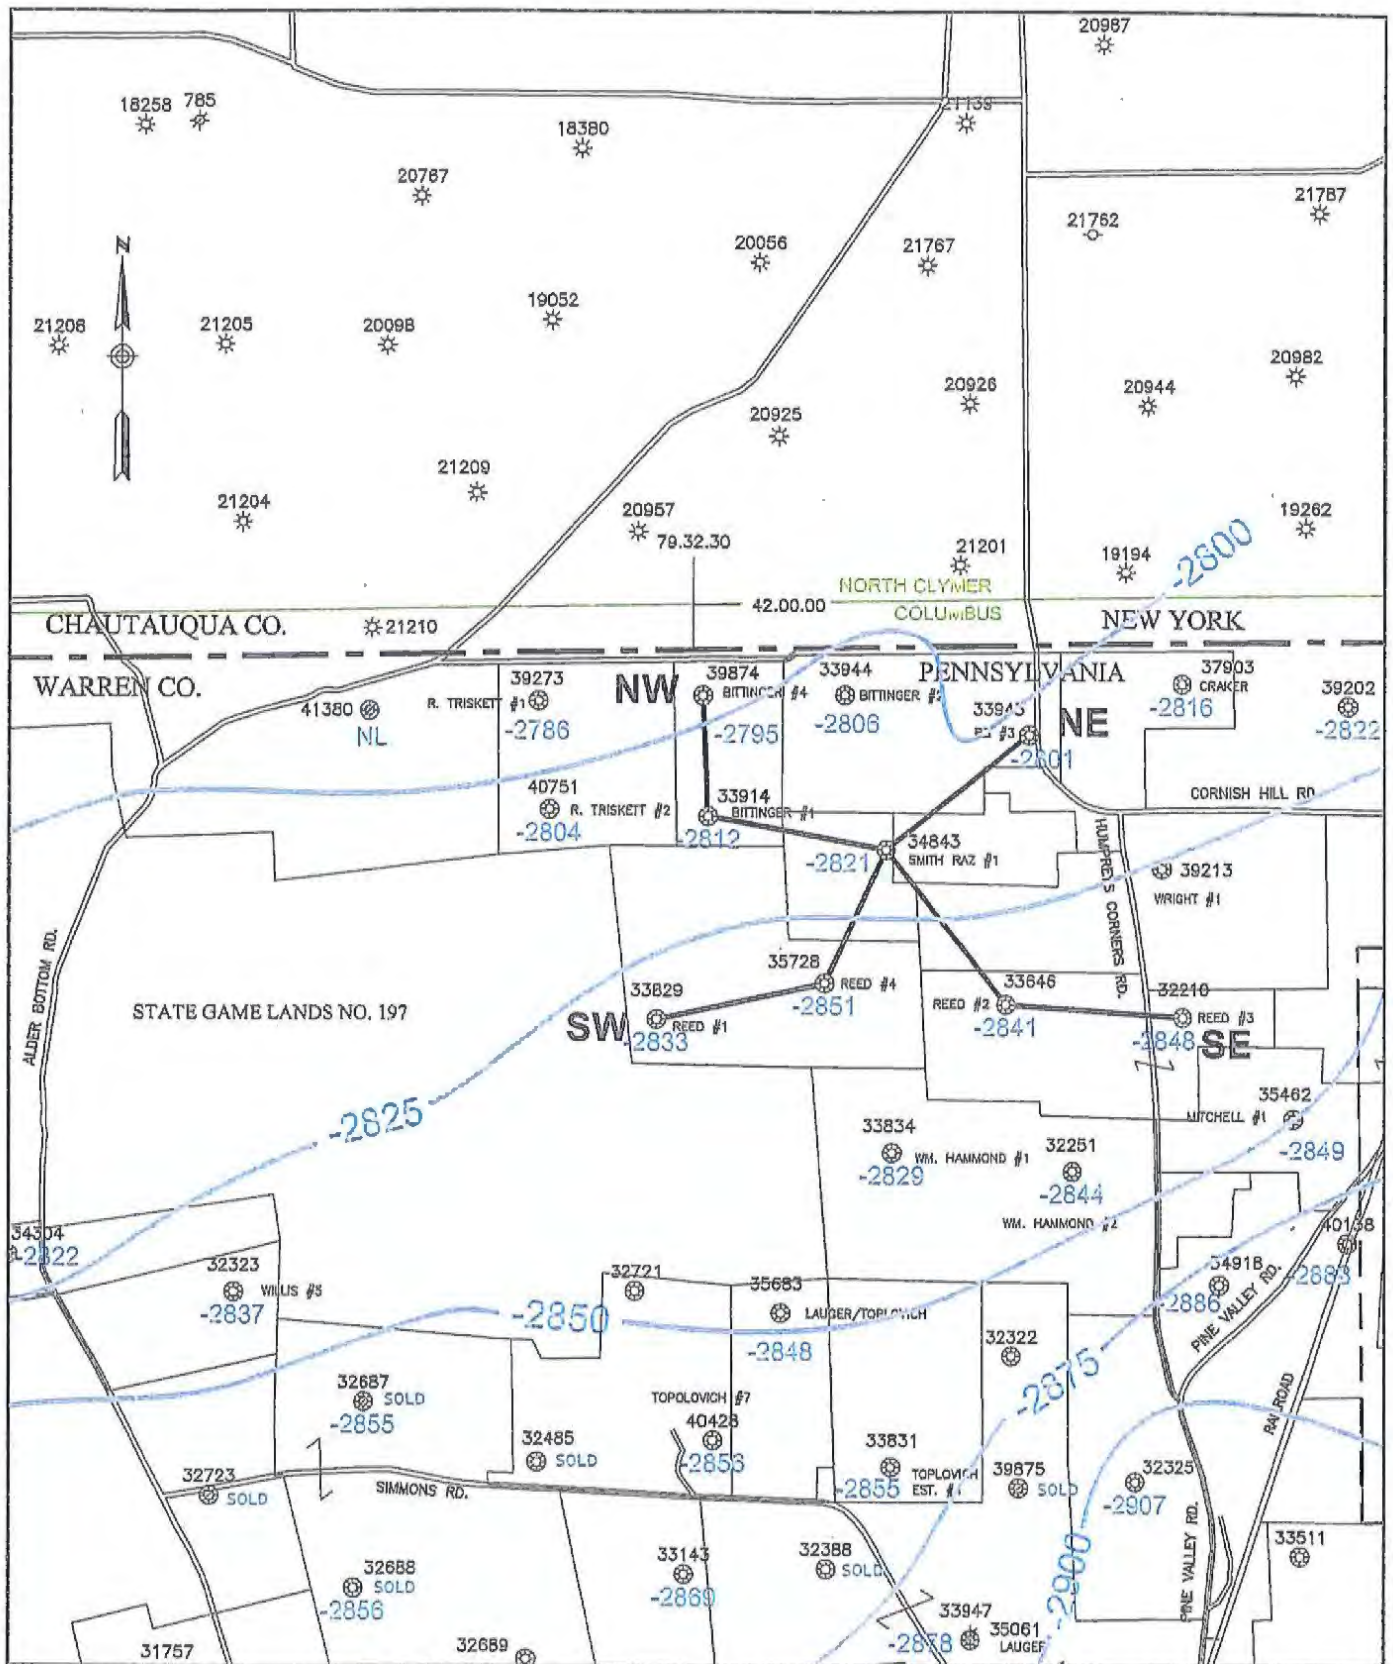 20987
18258 785
21139
18380
20787
21787
21762
20056
21767
19052
21208
21205
20098
20982
20926
20944
20925
21209
21204
20957
19262
79.32.30
21201
19194
-2800
NORTH CLYMER
42.00.00
COLUMBUS
CHAUTAUQUA CO.
21210
NEW YORK
PENNSYLVANIA
WARREN CO.
N
41380
NL
39273
R. TRISKETT #1
-2786
NW
39874
BITTINGER #4
-2795
33944
BITTINGER
-2806
NE
37903
CRAKER
-2816
39202
-2822
40751
R. TRISKETT #2
-2804
33914
BITTINGER #1
-2812
CORNISH HILL RD.
34843
SMITH RAZ #1
-2821
HUMPREYS CORNERS RD.
39213
WRIGHT #1
ALDER BOTTOM RD.
STATE GAME LANDS NO. 197
35728
REED #4
-2851
33829
SW
REED #1
-2833
33646
REED #2
-2841
32210
REED #3
-2848
SE
-2825
35462
MITCHELL #1
-2849
33834
WM. HAMMOND #1
-2829
32251
-2844
WM. HAMMOND #2
34304
-2822
32323
WILLIS #5
-2837
32721
35683
LAUGER/TOPLOVICH
-2848
-2850
34918
-2886
PINE VALLEY RD.
40138
32322
-2875
RAILROAD
32687
SOLD
-2855
TOPOLOVICH #7
40428
-2853
32485
SOLD
33831
TOPLOVICH
EST.
-2855
39875
SOLD
32325
-2907
32723
SOLD
SIMMONS RD.
PINE VALLEY RD.
32688
SOLD
-2856
33143
-2869
32388
SOLD
-2900
33511
33947
-2878
35061
LAUGER
31757
32689